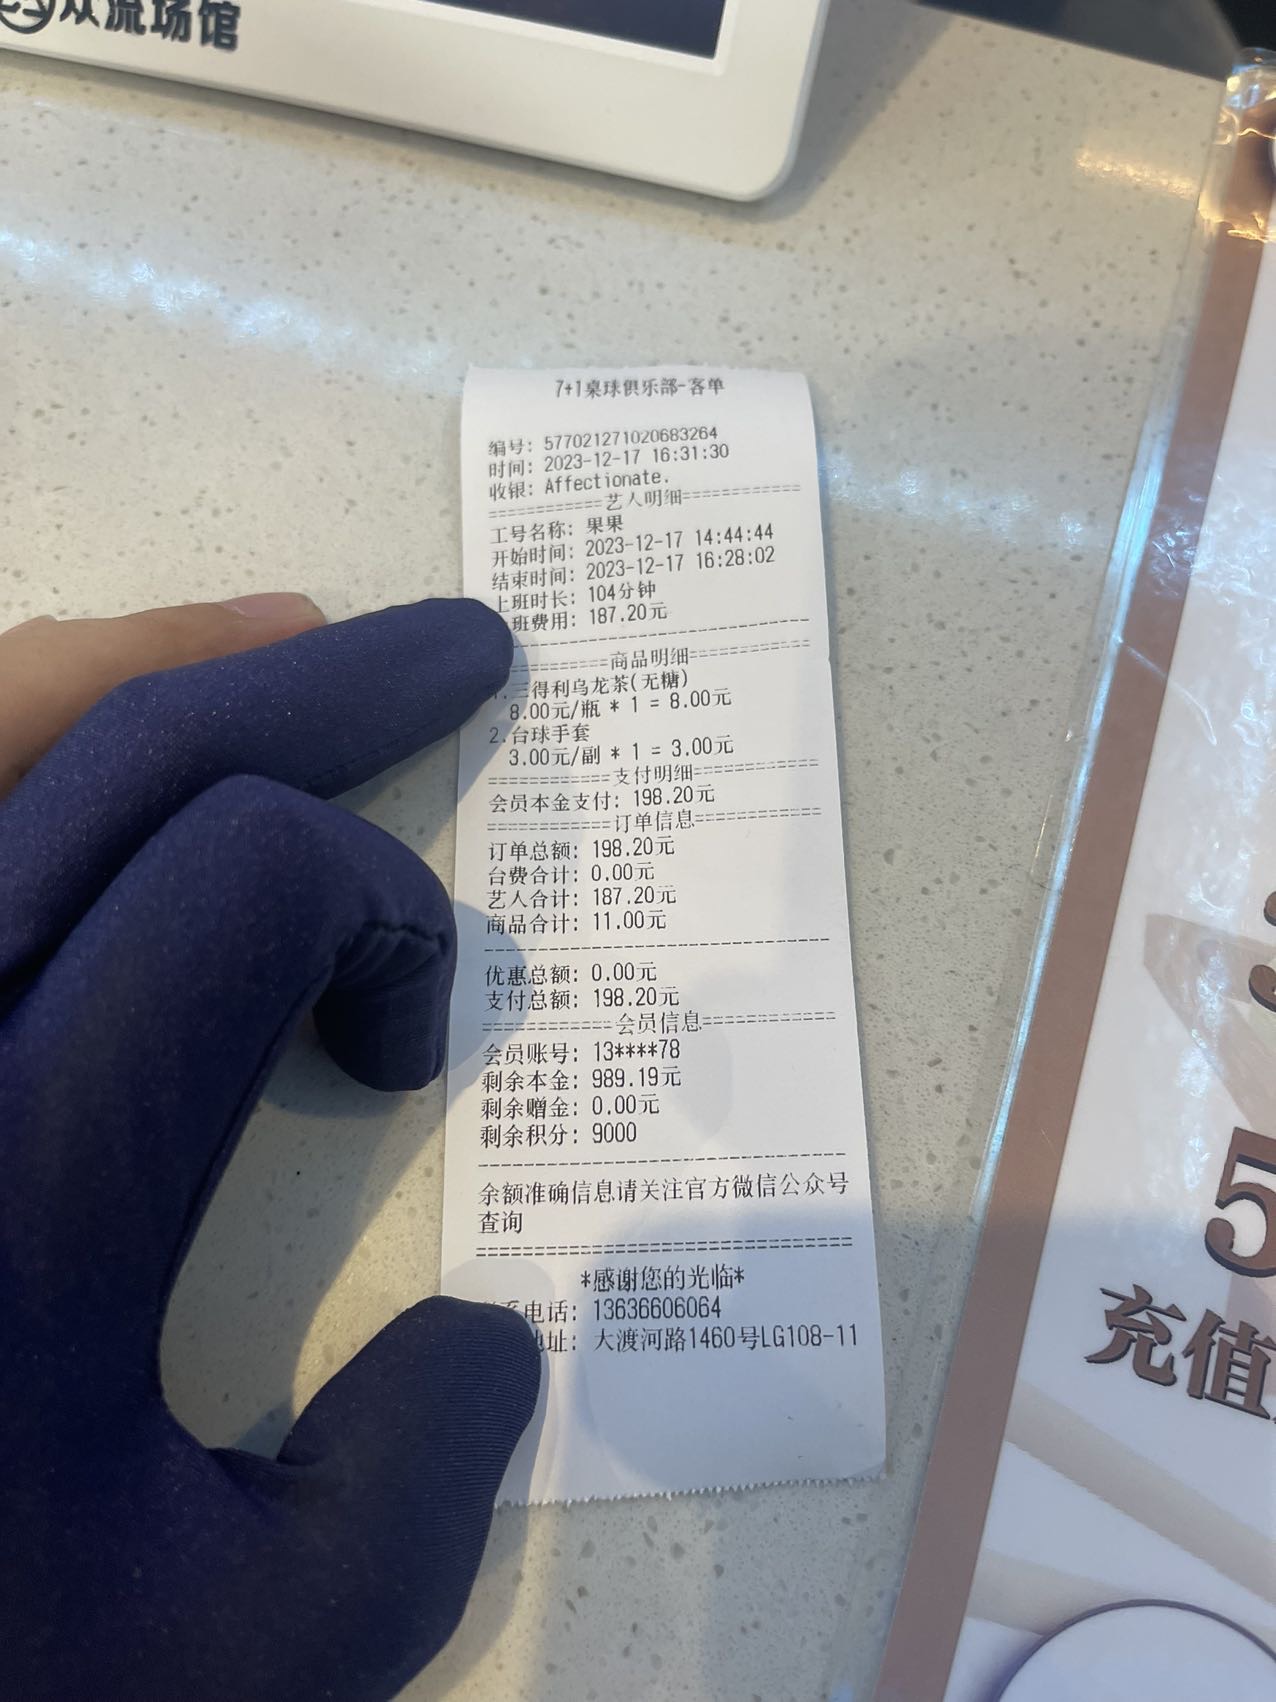 众流场馆
7+1桌球俱乐部-客单
编号: 577021271020683264
时间: 2023-12-17 16:31:30
收银: Affectionate.
============艺人明细============
工号名称: 果果
开始时间: 2023-12-17 14:44:44
结束时间: 2023-12-17 16:28:02
上班时长: 104分钟
班费用: 187.20元
============商品明细============
1.三得利乌龙茶(无糖)
8.00元/瓶 * 1 = 8.00元
2.台球手套
3.00元/副 * 1 = 3.00元
============支付明细============
会员本金支付: 198.20元
============订单信息============
订单总额: 198.20元
台费合计: 0.00元
艺人合计: 187.20元
商品合计: 11.00元
优惠总额: 0.00元
支付总额: 198.20元
============会员信息============
会员账号: 13****78
剩余本金: 989.19元
剩余赠金: 0.00元
剩余积分: 9000
余额准确信息请关注官方微信公众号
查询
*感谢您的光临*
系电话: 13636606064
地址: 大渡河路1460号LG108-11
5
充值